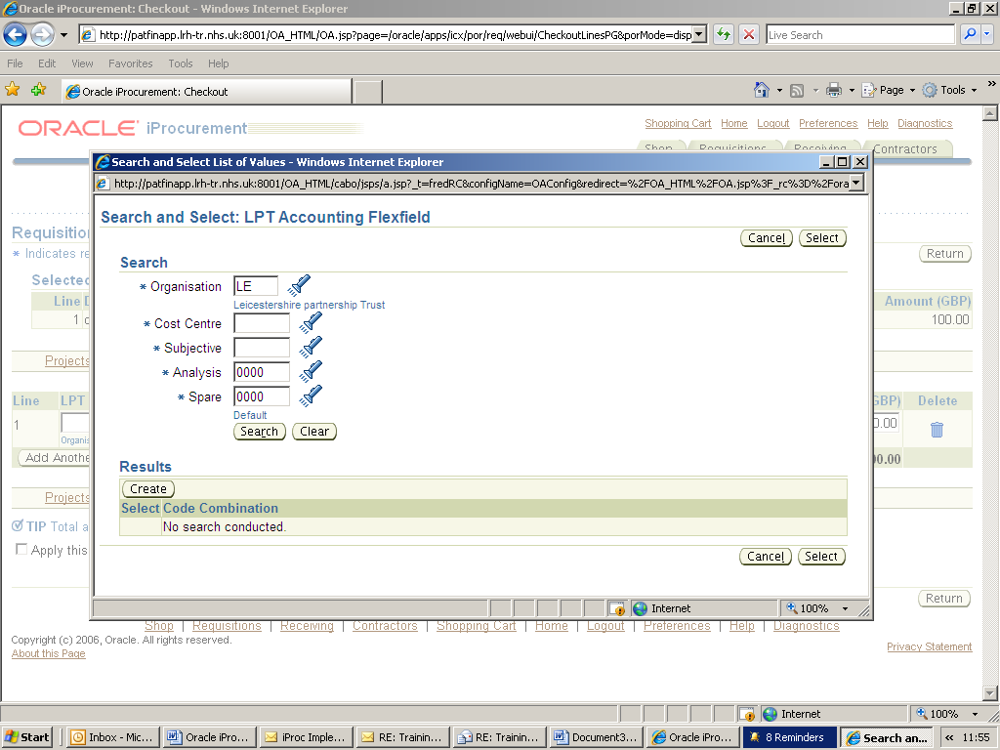 Oracle iProcurement: Checkout - Windows Internet Explorer
http://patfinapp.lrh-tr.nhs.uk:8001/OA_HTML/OA.jsp?page=/oracle/apps/icx/por/req/webui/CheckoutLinesPG&porMode=disp
Live Search
File Edit View Favorites Tools Help
Oracle iProcurement: Checkout
Page Tools »
ORACLE iProcurement
Shopping Cart Home Logout Preferences Help Diagnostics
Shop Requisitions Receiving Contractors
Search and Select List of Values - Windows Internet Explorer
http://patfinapp.lrh-tr.nhs.uk:8001/OA_HTML/cabo/jsps/a.jsp?_t=fredRC&configName=OAConfig&redirect=%2FOA_HTML%2FOA.jsp%3F_rc%3D%2Fora
Search and Select: LPT Accounting Flexfield
Cancel Select
Requisition
* Indicates re
Return
Search
* Organisation LE
Leicestershire partnership Trust
* Cost Centre
* Subjective
* Analysis 0000
* Spare 0000
Default
Search Clear
Selected
Line D
1 o
Amount (GBP)
100.00
Projects
Line LPT
GBP) Delete
1
0.00
Organis
Add Anothe
00.00
Results
Create
Select Code Combination
No search conducted.
Projects
TIP Total a
Apply this
Cancel Select
Return
Internet 100%
Shop | Requisitions | Receiving | Contractors | Shopping Cart | Home | Logout | Preferences | Help | Diagnostics
Copyright (c) 2006, Oracle. All rights reserved.
About this Page
Privacy Statement
Internet 100%
Start Inbox - Mic... Oracle iPro... iProc Imple... RE: Trainin... RE: Trainin... Document3... Oracle iPro... 8 Reminders Search an... « 11:55